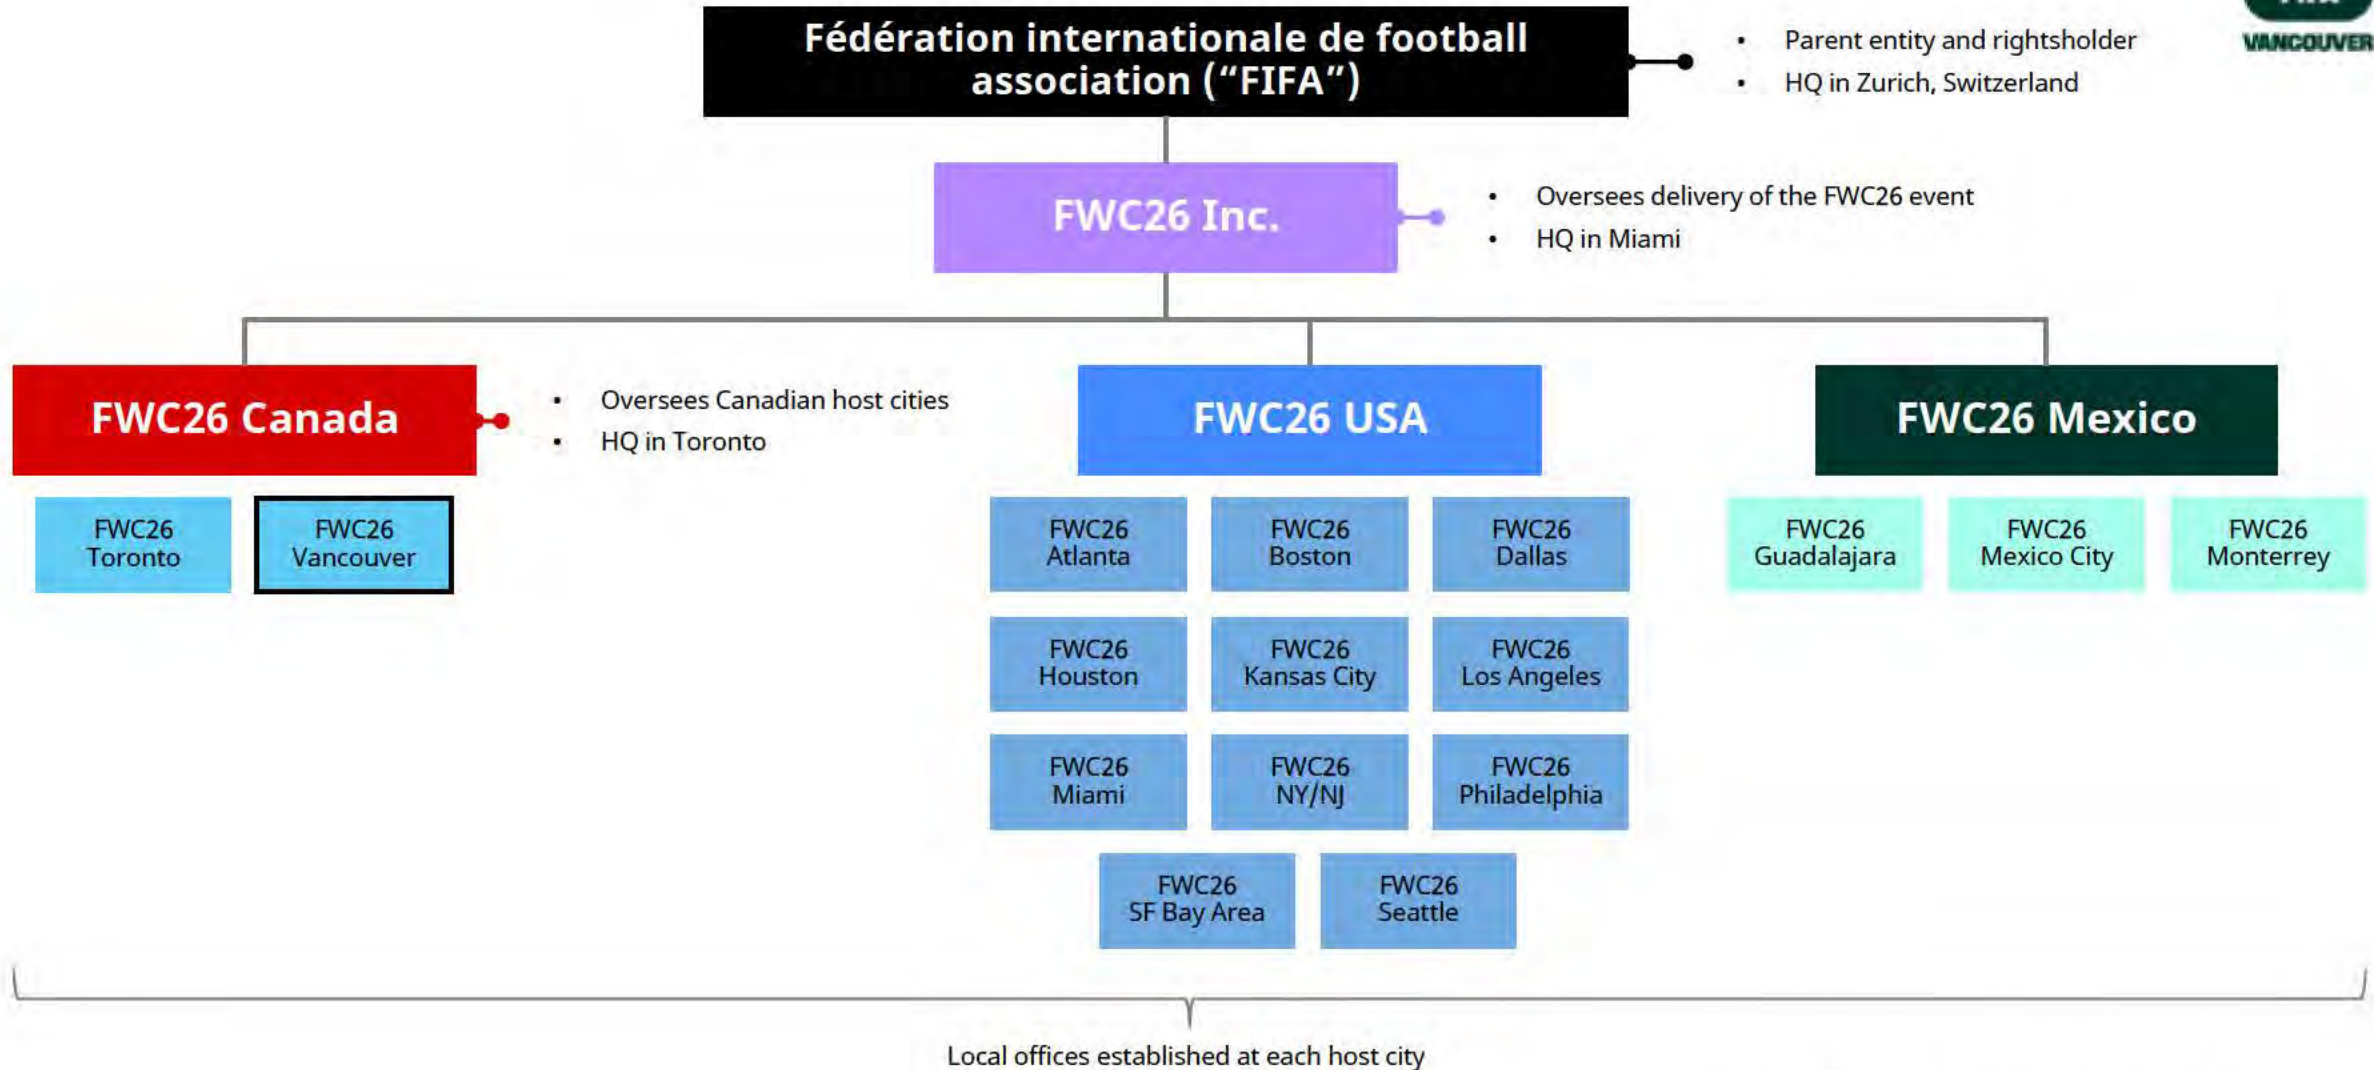 Fédération internationale de football
association (“FIFA”)
• Parent entity and rightsholder
• HQ in Zurich, Switzerland
VANCOUVER
FWC26 Inc.
• Oversees delivery of the FWC26 event
• HQ in Miami
FWC26 Canada
• Oversees Canadian host cities
• HQ in Toronto
FWC26 USA
FWC26 Mexico
FWC26
Toronto
FWC26
Vancouver
FWC26
Atlanta
FWC26
Boston
FWC26
Dallas
FWC26
Guadalajara
FWC26
Mexico City
FWC26
Monterrey
FWC26
Houston
FWC26
Kansas City
FWC26
Los Angeles
FWC26
Miami
FWC26
NY/NJ
FWC26
Philadelphia
FWC26
SF Bay Area
FWC26
Seattle
Local offices established at each host city